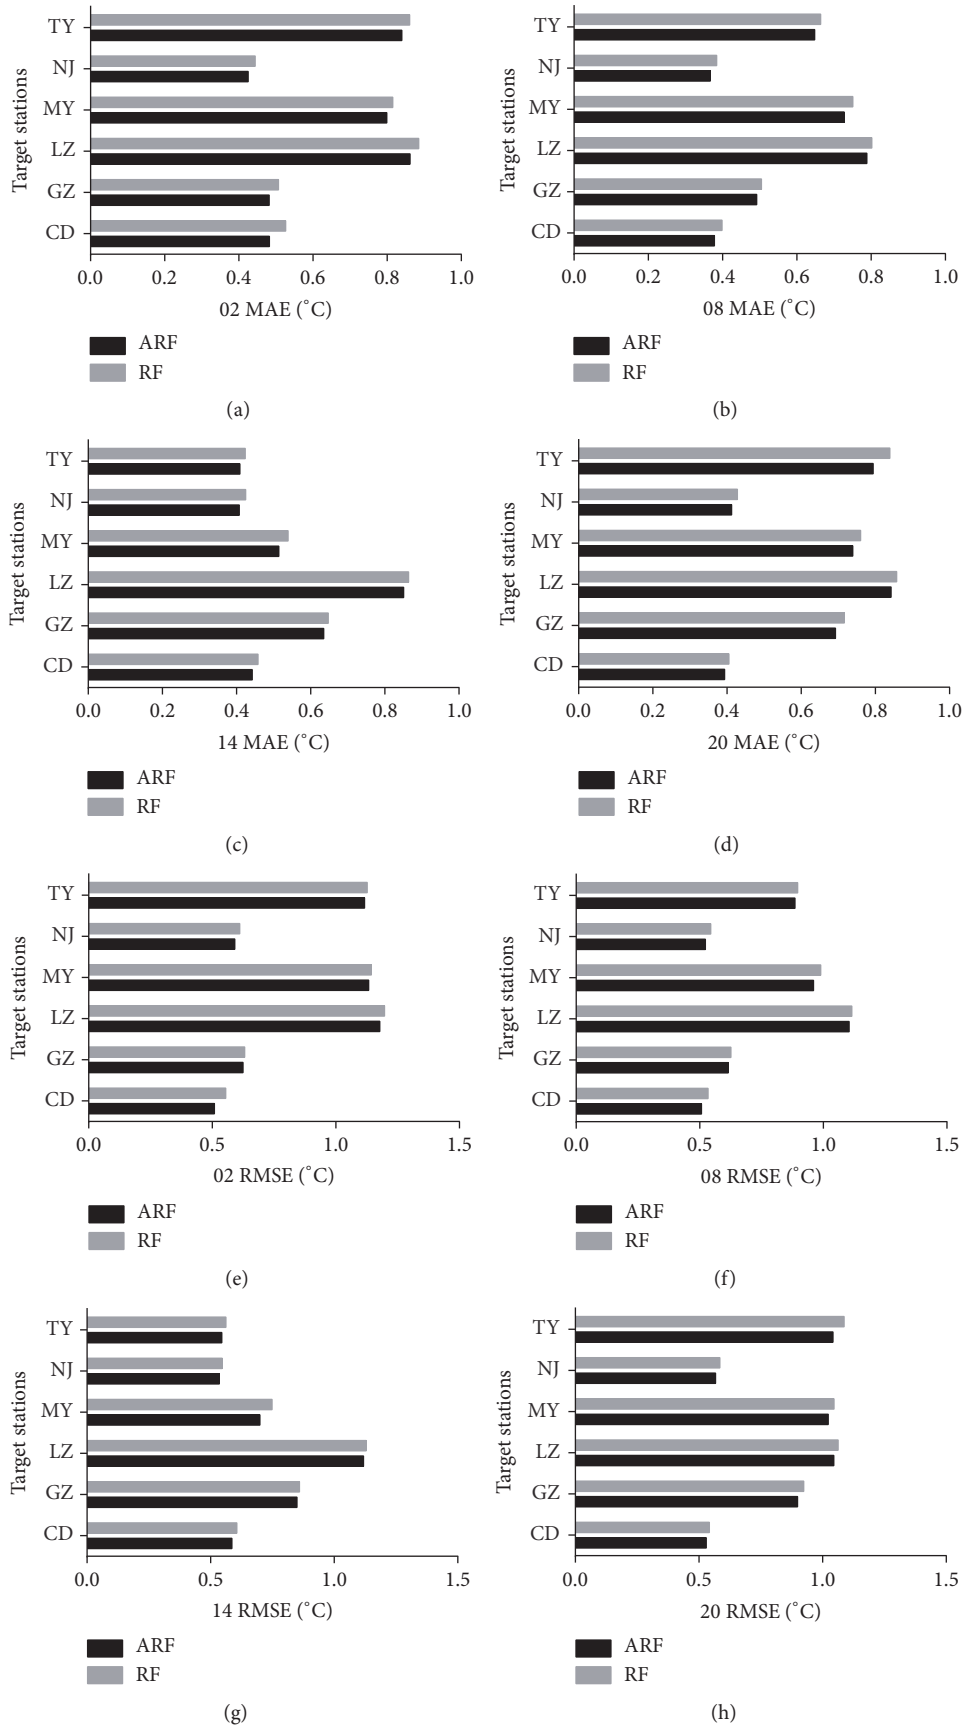 Target stations
TY
NJ
MY
LZ
GZ
CD
0.0 0.2 0.4 0.6 0.8 1.0
02 MAE (°C)
ARF
RF
(a)
Target stations
TY
NJ
MY
LZ
GZ
CD
0.0 0.2 0.4 0.6 0.8 1.0
08 MAE (°C)
ARF
RF
(b)
Target stations
TY
NJ
MY
LZ
GZ
CD
0.0 0.2 0.4 0.6 0.8 1.0
14 MAE (°C)
ARF
RF
(c)
Target stations
TY
NJ
MY
LZ
GZ
CD
0.0 0.2 0.4 0.6 0.8 1.0
20 MAE (°C)
ARF
RF
(d)
Target stations
TY
NJ
MY
LZ
GZ
CD
0.0 0.5 1.0 1.5
02 RMSE (°C)
ARF
RF
(e)
Target stations
TY
NJ
MY
LZ
GZ
CD
0.0 0.5 1.0 1.5
08 RMSE (°C)
ARF
RF
(f)
Target stations
TY
NJ
MY
LZ
GZ
CD
0.0 0.5 1.0 1.5
14 RMSE (°C)
ARF
RF
(g)
Target stations
TY
NJ
MY
LZ
GZ
CD
0.0 0.5 1.0 1.5
20 RMSE (°C)
ARF
RF
(h)